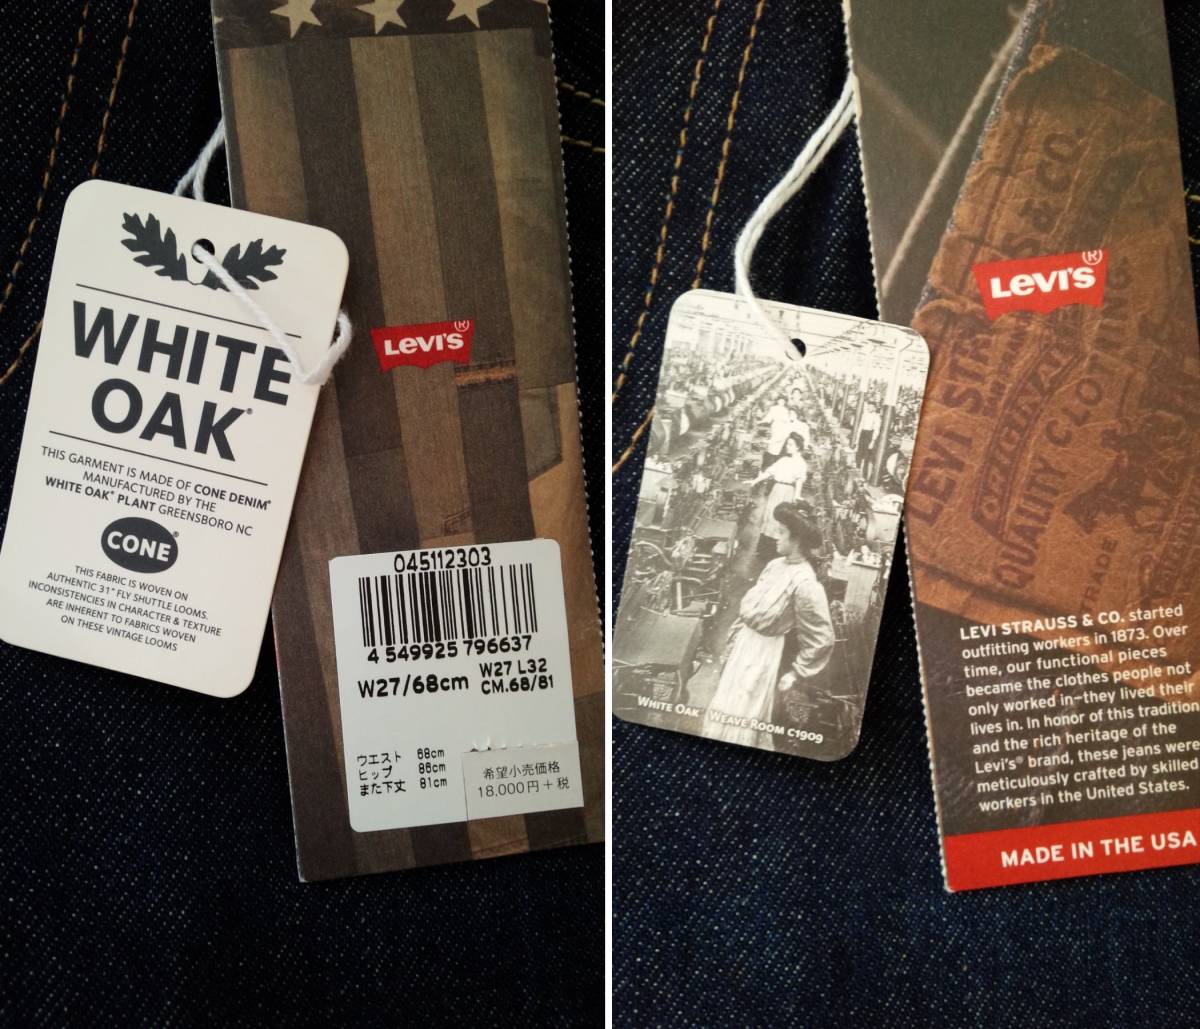 WHITE
OAK®
THIS GARMENT IS MADE OF CONE DENIM®
MANUFACTURED BY THE
WHITE OAK® PLANT GREENSBORO NC
CONE®
THIS FABRIC IS WOVEN ON
AUTHENTIC 31" FLY SHUTTLE LOOMS.
INCONSISTENCIES IN CHARACTER & TEXTURE
ARE INHERENT TO FABRICS WOVEN
ON THESE VINTAGE LOOMS
LEVI'S®
045112303
4 549925 796637
W27/68cm
W27 L32
CM.68/81
ウエスト 68cm
ヒップ 86cm
また下丈 81cm
希望小売価格
18,000円+税
WHITE OAK® WEAVE ROOM C1909
LEVI'S®
S & CO.
LEVI STR
ORIGINAL
QUALITY CLOT
TRADE
LEVI STRAUSS & CO. started
outfitting workers in 1873. Over
time, our functional pieces
became the clothes people not
only worked in—they lived their
lives in. In honor of this tradition
and the rich heritage of the
Levi's® brand, these jeans were
meticulously crafted by skilled
workers in the United States.
MADE IN THE USA